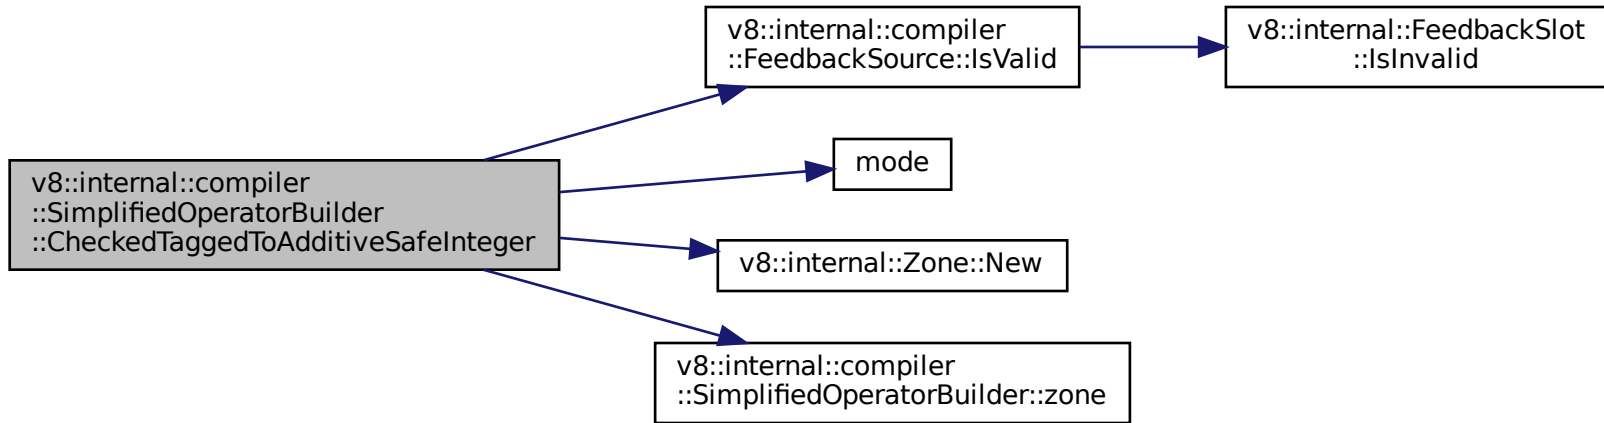 v8::internal::compiler
::SimplifiedOperatorBuilder
::CheckedTaggedToAdditiveSafeInteger
v8::internal::compiler
::FeedbackSource::IsValid
v8::internal::FeedbackSlot
::IsInvalid
mode
v8::internal::Zone::New
v8::internal::compiler
::SimplifiedOperatorBuilder::zone